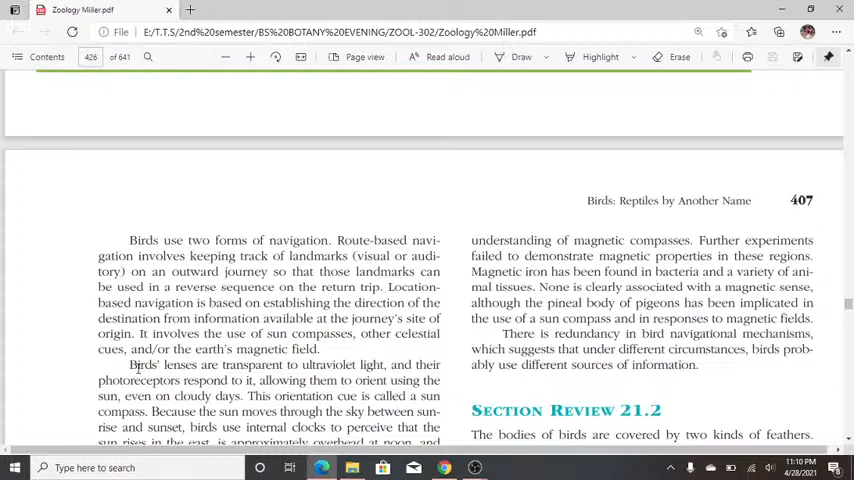 Zoology Miller.pdf
File
E:/T.T.S/2nd%20semester/BS%20BOTANY%20EVENING/ZOOL-302/Zoology%20Miller.pdf
Contents
426
of 641
Page view
Read aloud
Draw
Highlight
Erase
Birds: Reptiles by Another Name 407
Birds use two forms of navigation. Route-based navi-
gation involves keeping track of landmarks (visual or audi-
tory) on an outward journey so that those landmarks can
be used in a reverse sequence on the return trip. Location-
based navigation is based on establishing the direction of the
destination from information available at the journey's site of
origin. It involves the use of sun compasses, other celestial
cues, and/or the earth's magnetic field.
Birds' lenses are transparent to ultraviolet light, and their
photoreceptors respond to it, allowing them to orient using the
sun, even on cloudy days. This orientation cue is called a sun
compass. Because the sun moves through the sky between sun-
rise and sunset, birds use internal clocks to perceive that the
sun rises in the east, is approximately overhead at noon, and
understanding of magnetic compasses. Further experiments
failed to demonstrate magnetic properties in these regions.
Magnetic iron has been found in bacteria and a variety of ani-
mal tissues. None is clearly associated with a magnetic sense,
although the pineal body of pigeons has been implicated in
the use of a sun compass and in responses to magnetic fields.
There is redundancy in bird navigational mechanisms,
which suggests that under different circumstances, birds prob-
ably use different sources of information.
SECTION REVIEW 21.2
The bodies of birds are covered by two kinds of feathers.
Type here to search
11:10 PM
4/28/2021